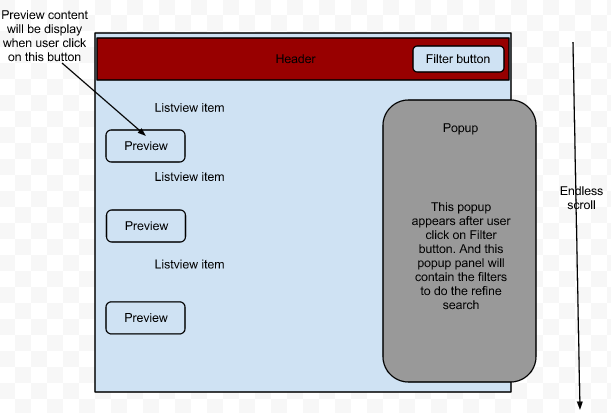 Preview content
will be display
when user click
on this button
Header
Filter button
Listview item
Preview
Listview item
Preview
Listview item
Preview
Popup
This popup
appears after user
click on Filter
button. And this
popup panel will
contain the filters
to do the refine
search
Endless
scroll